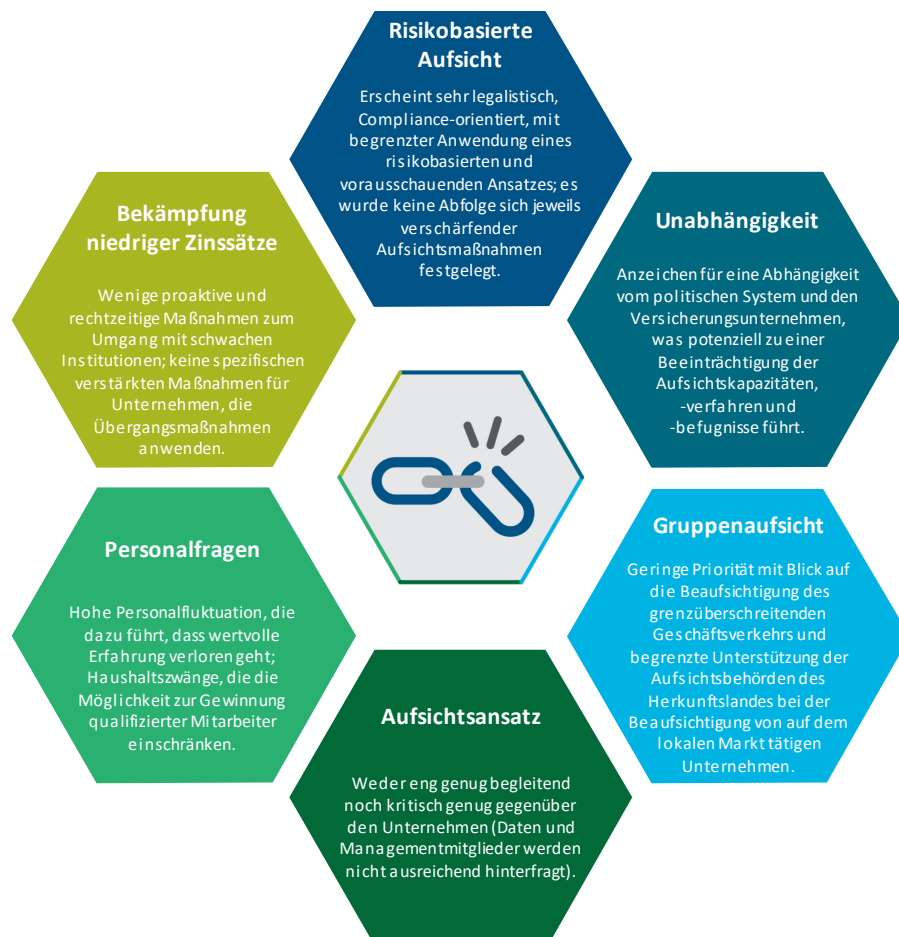 Risikobasierte
Aufsicht
Erscheint sehr legalistisch,
Compliance-orientiert, mit
begrenzter Anwendung eines
risikobasierten und
vorausschauenden Ansatzes; es
wurde keine Abfolge sich jeweils
verschärfender
Aufsichtsmaßnahmen
festgelegt.
Bekämpfung
niedriger Zinssätze
Wenige proaktive und
rechtzeitige Maßnahmen zum
Umgang mit schwachen
Institutionen; keine spezifischen
verstärkten Maßnahmen für
Unternehmen, die
Übergangsmaßnahmen
anwenden.
Unabhängigkeit
Anzeichen für eine Abhängigkeit
vom politischen System und den
Versicherungsunternehmen,
was potenziell zu einer
Beeinträchtigung der
Aufsichtskapazitäten,
-verfahren und
-befugnisse führt.
Personalfragen
Hohe Personalfluktuation, die
dazu führt, dass wertvolle
Erfahrung verloren geht;
Haushaltszwänge, die die
Möglichkeit zur Gewinnung
qualifizierter Mitarbeiter
einschränken.
Gruppenaufsicht
Geringe Priorität mit Blick auf
die Beaufsichtigung des
grenzüberschreitenden
Geschäftsverkehrs und
begrenzte Unterstützung der
Aufsichtsbehörden des
Herkunftslandes bei der
Beaufsichtigung von auf dem
lokalen Markt tätigen
Unternehmen.
Aufsichtsansatz
Weder eng genug begleitend
noch kritisch genug gegenüber
den Unternehmen (Daten und
Managementmitglieder werden
nicht ausreichend hinterfragt).